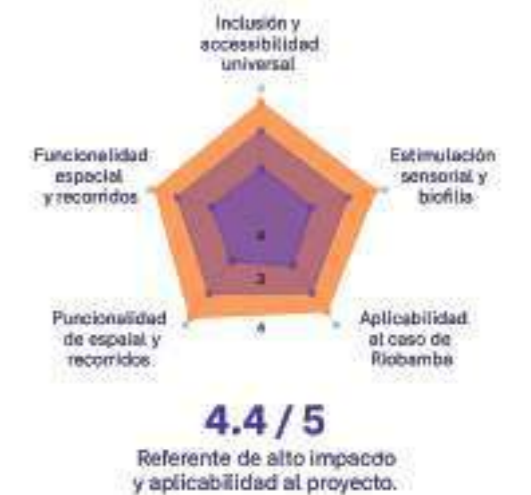 Inclusión y
accessibilidad
universal
Funcionalidad
espacial
y recorridos
Estimulación
sensorial y
biofilia
3
Puncionalidad
de espaial y
recorridos
Aplicabilidad
al caso de
Riobamba
4.4 / 5
Referente de alto impacdo
y aplicabilidad al proyecto.